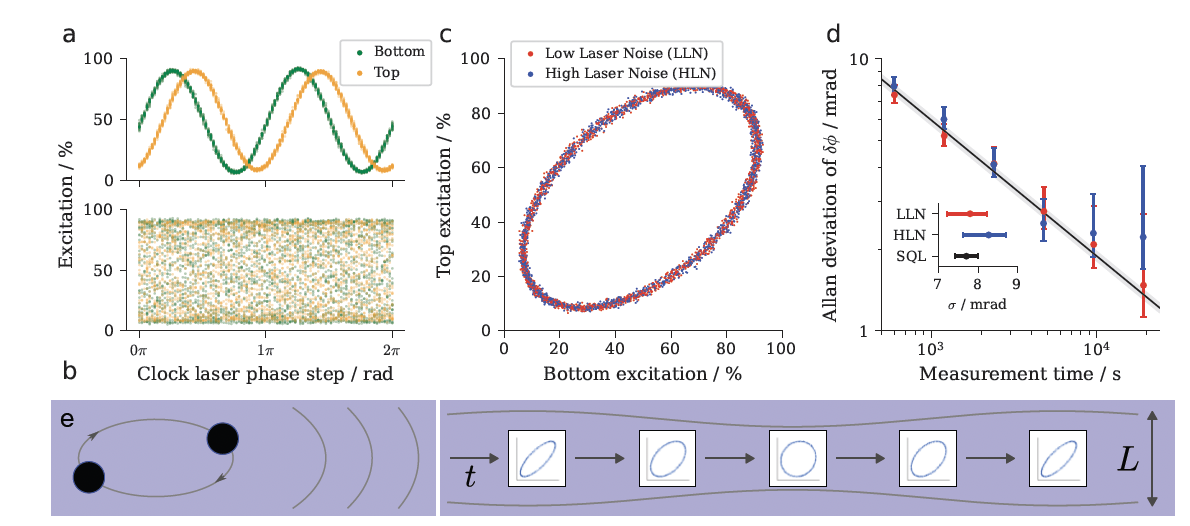 a
100
50
0
Bottom
Top
100
50
0
Excitation / %
0π
1π
2π
Clock laser phase step / rad
b
c
Low Laser Noise (LLN)
High Laser Noise (HLN)
100
80
60
40
20
0
Top excitation / %
0
20
40
60
80
100
Bottom excitation / %
d
10
1
Allan deviation of δϕ / mrad
LLN
HLN
SQL
7
8
9
σ / mrad
10³
10⁴
Measurement time / s
e
t
L